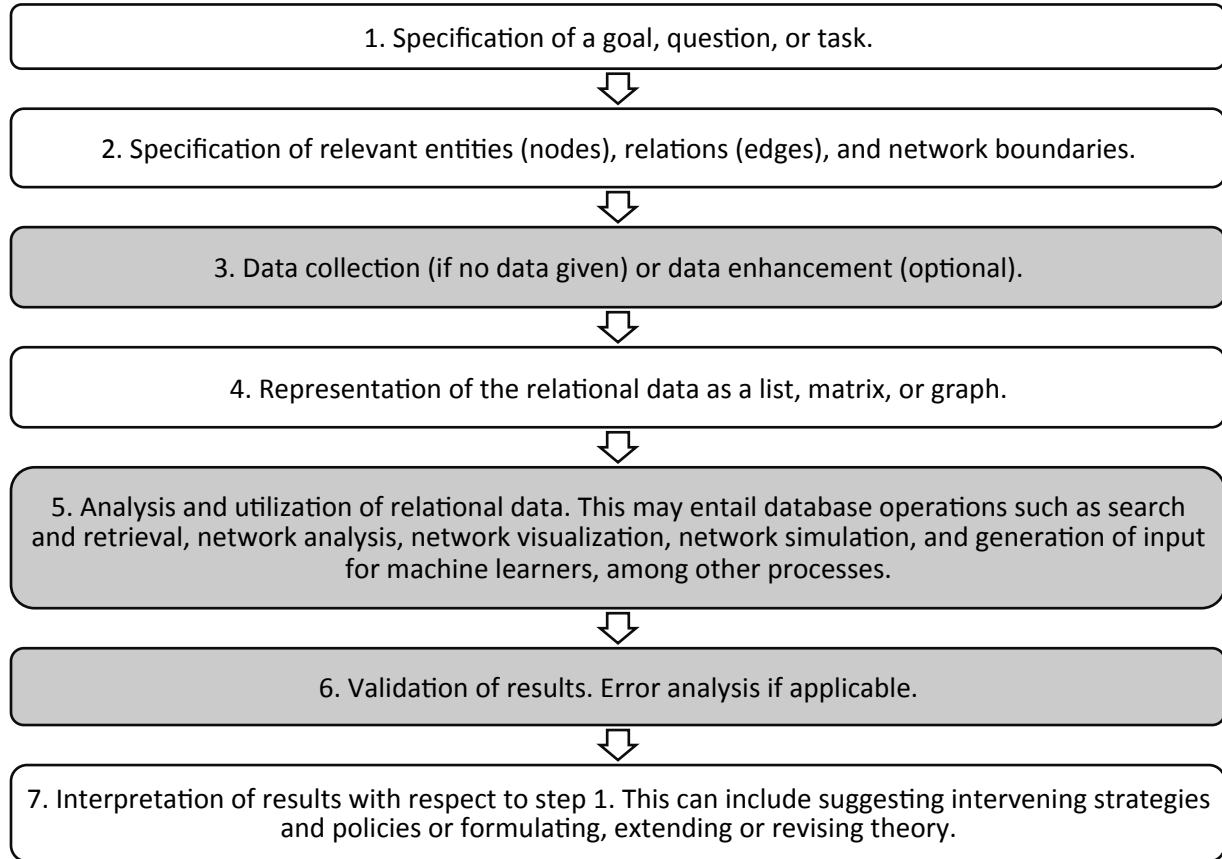 1. Specification of a goal, question, or task.
2. Specification of relevant entities (nodes), relations (edges), and network boundaries.
3. Data collection (if no data given) or data enhancement (optional).
4. Representation of the relational data as a list, matrix, or graph.
5. Analysis and utilization of relational data. This may entail database operations such as search
and retrieval, network analysis, network visualization, network simulation, and generation of input
for machine learners, among other processes.
6. Validation of results. Error analysis if applicable.
7. Interpretation of results with respect to step 1. This can include suggesting intervening strategies
and policies or formulating, extending or revising theory.